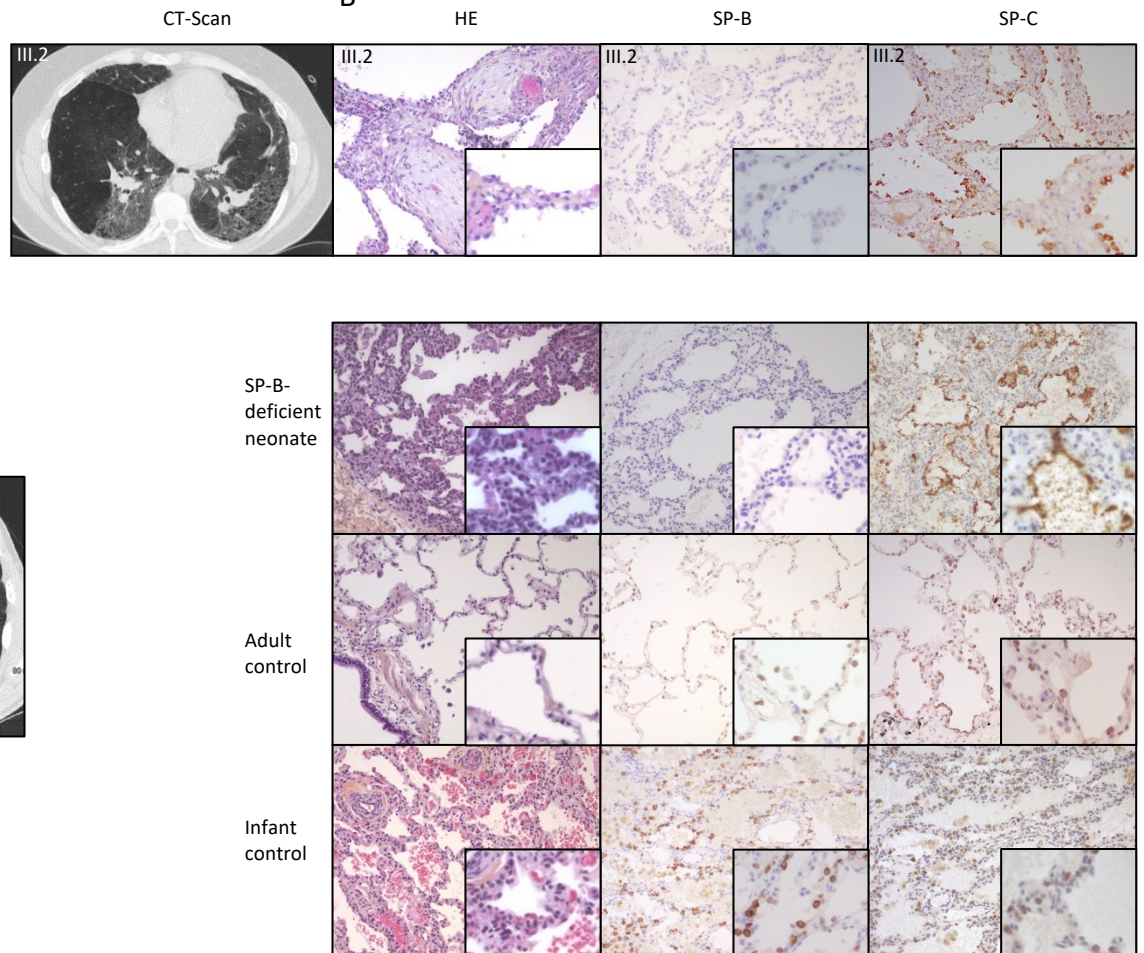 B
CT-Scan HE SP-B SP-C
III.2 III.2 III.2 III.2
SP-B-
deficient
neonate
Adult
control
Infant
control